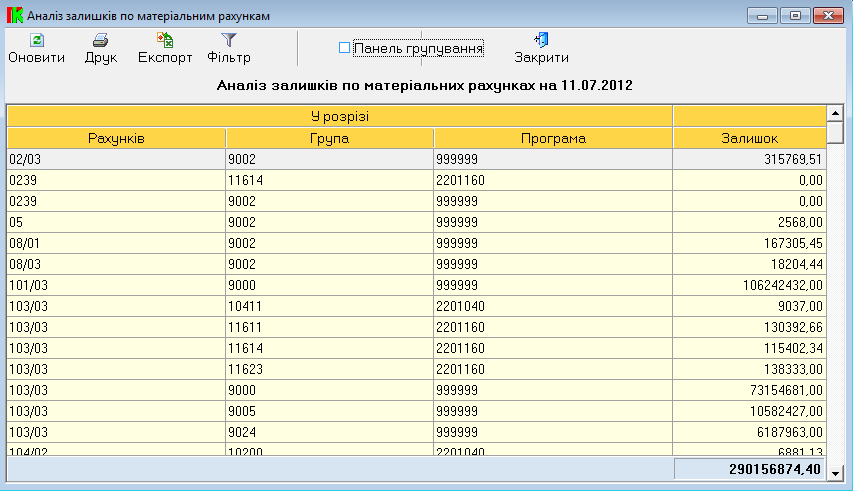 Аналіз залишків по матеріальним рахункам
Оновити Друк Експорт Фільтр Панель групування Закрити
Аналіз залишків по матеріальних рахунках на 11.07.2012
У розрізі
Рахунків Група Програма Залишок
02/03 9002 999999 315769,51
0239 11614 2201160 0,00
0239 9002 999999 0,00
05 9002 999999 2568,00
08/01 9002 999999 167305,45
08/03 9002 999999 18204,44
101/03 9000 999999 106242432,00
103/03 10411 2201040 9037,00
103/03 11611 2201160 130392,66
103/03 11614 2201160 115402,34
103/03 11623 2201160 138333,00
103/03 9000 999999 73154681,00
103/03 9005 999999 10582427,00
103/03 9024 999999 6187963,00
104/02 10200 2201040 6881,13
290156874,40